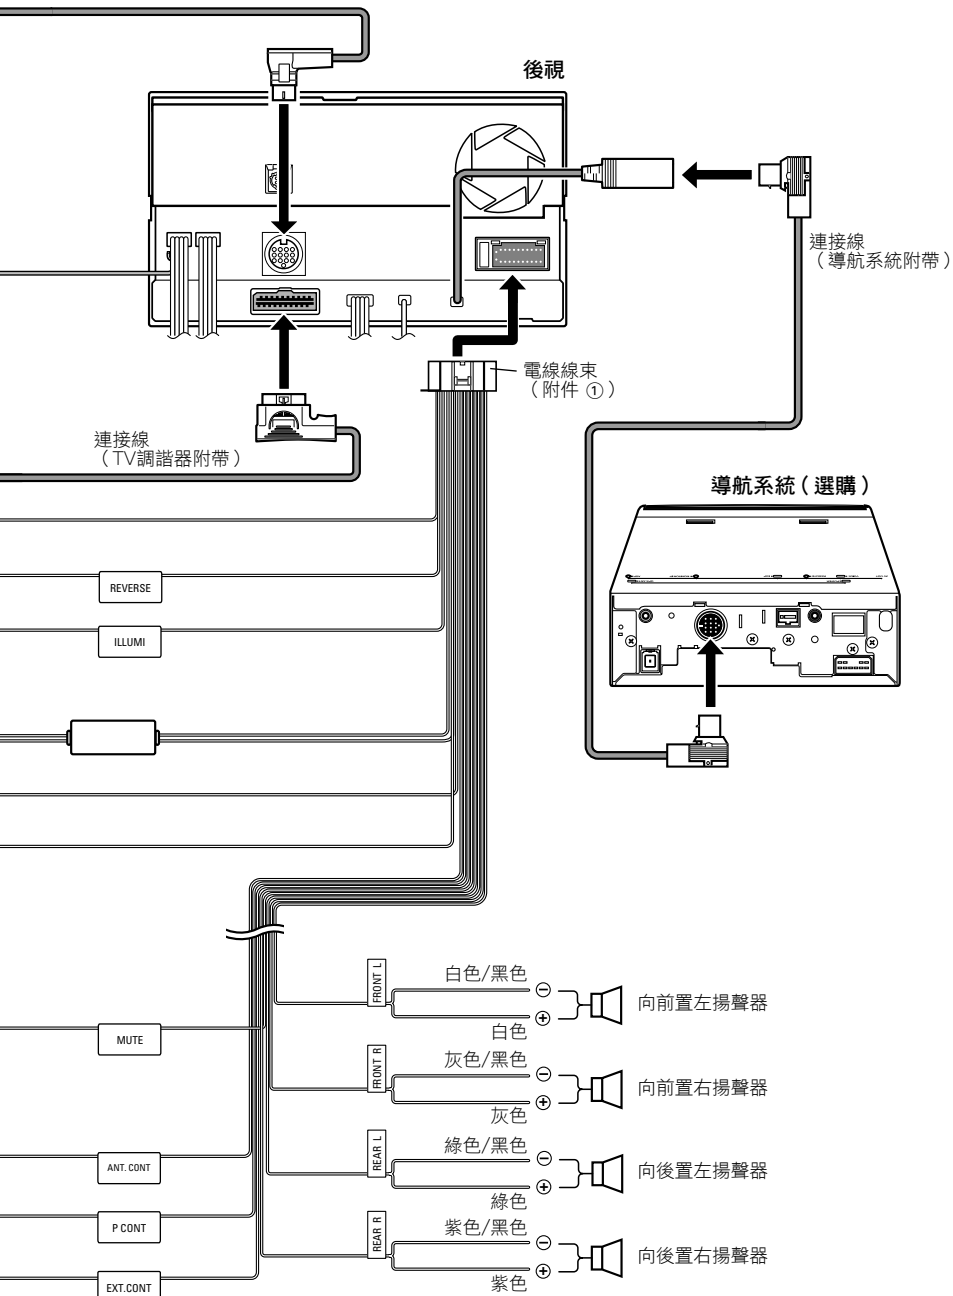 後視
連接線
（導航系統附帶）
電線線束
（附件 ①）
連接線
（TV調諧器附帶）
導航系統（選購）
REVERSE
ILLUMI
FRONT L
白色/黑色
⊖
⊕
白色
向前置左揚聲器
MUTE
FRONT R
灰色/黑色
⊖
⊕
灰色
向前置右揚聲器
REAR L
綠色/黑色
⊖
⊕
綠色
向後置左揚聲器
ANT. CONT
P CONT
REAR R
紫色/黑色
⊖
⊕
紫色
向後置右揚聲器
EXT.CONT